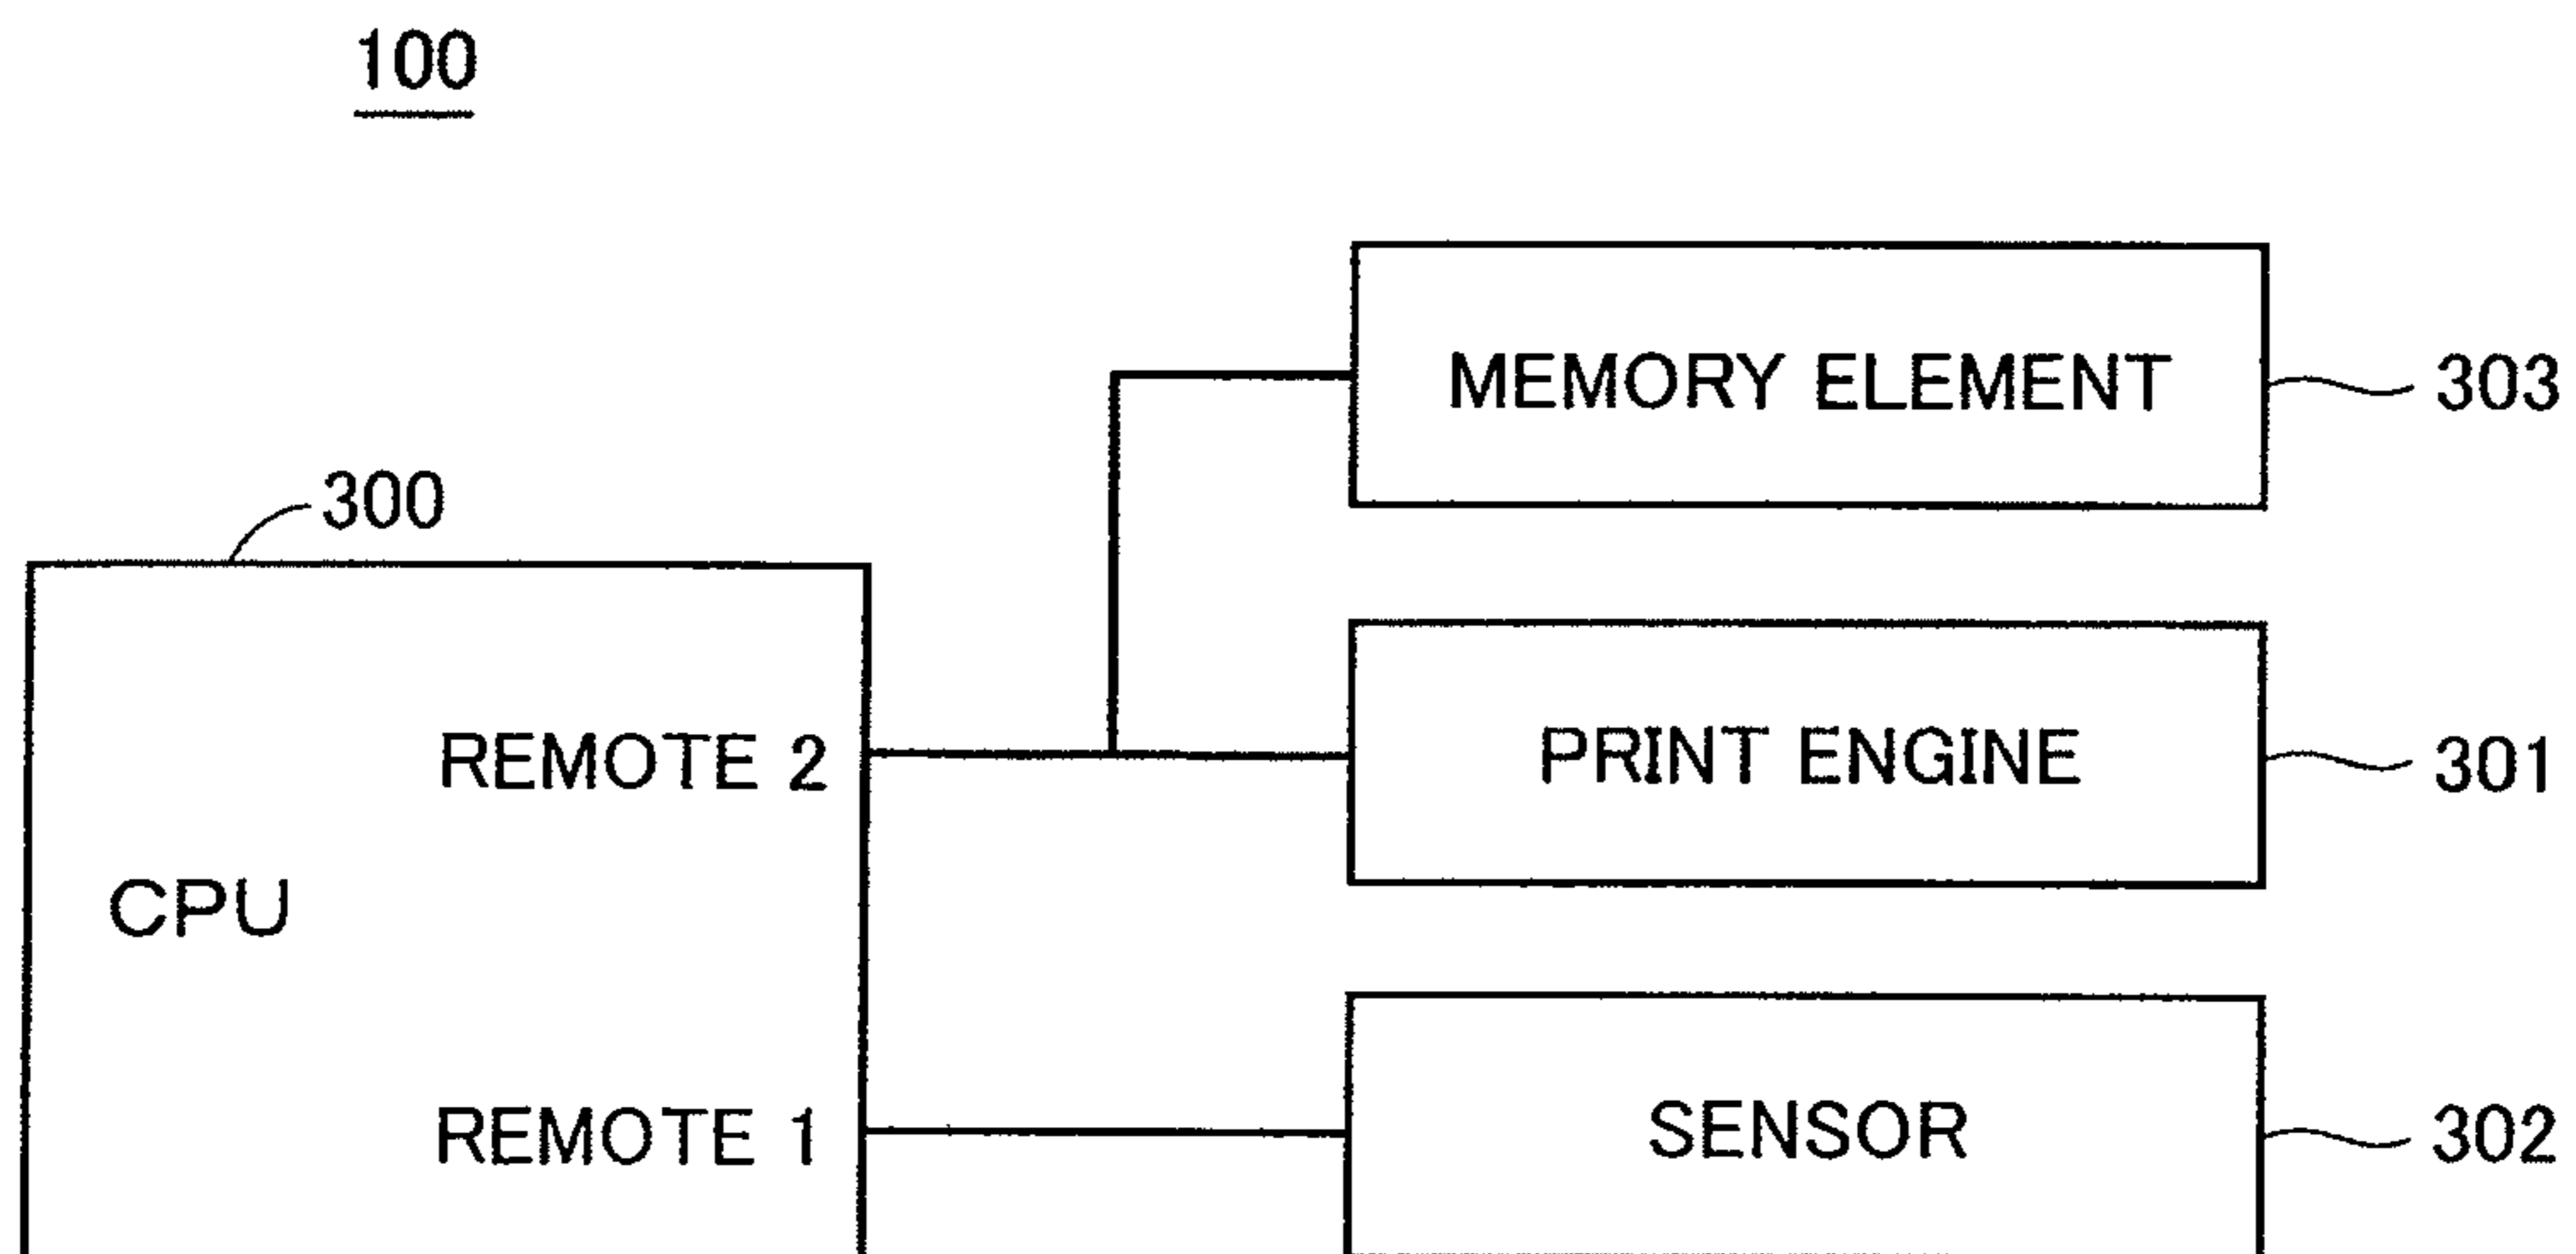 100
MEMORY ELEMENT
303
300
REMOTE 2
PRINT ENGINE
301
CPU
REMOTE 1
SENSOR
302